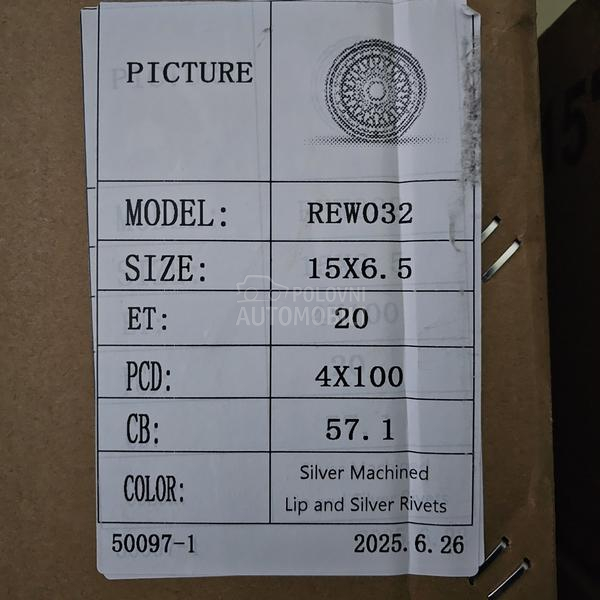 PICTURE
MODEL: REW032
SIZE: 15X6.5
POLOVNI
AUTOMOBILI
ET: 20
PCD: 4X100
CB: 57.1
COLOR: Silver Machined
Lip and Silver Rivets
50097-1 2025.6.26